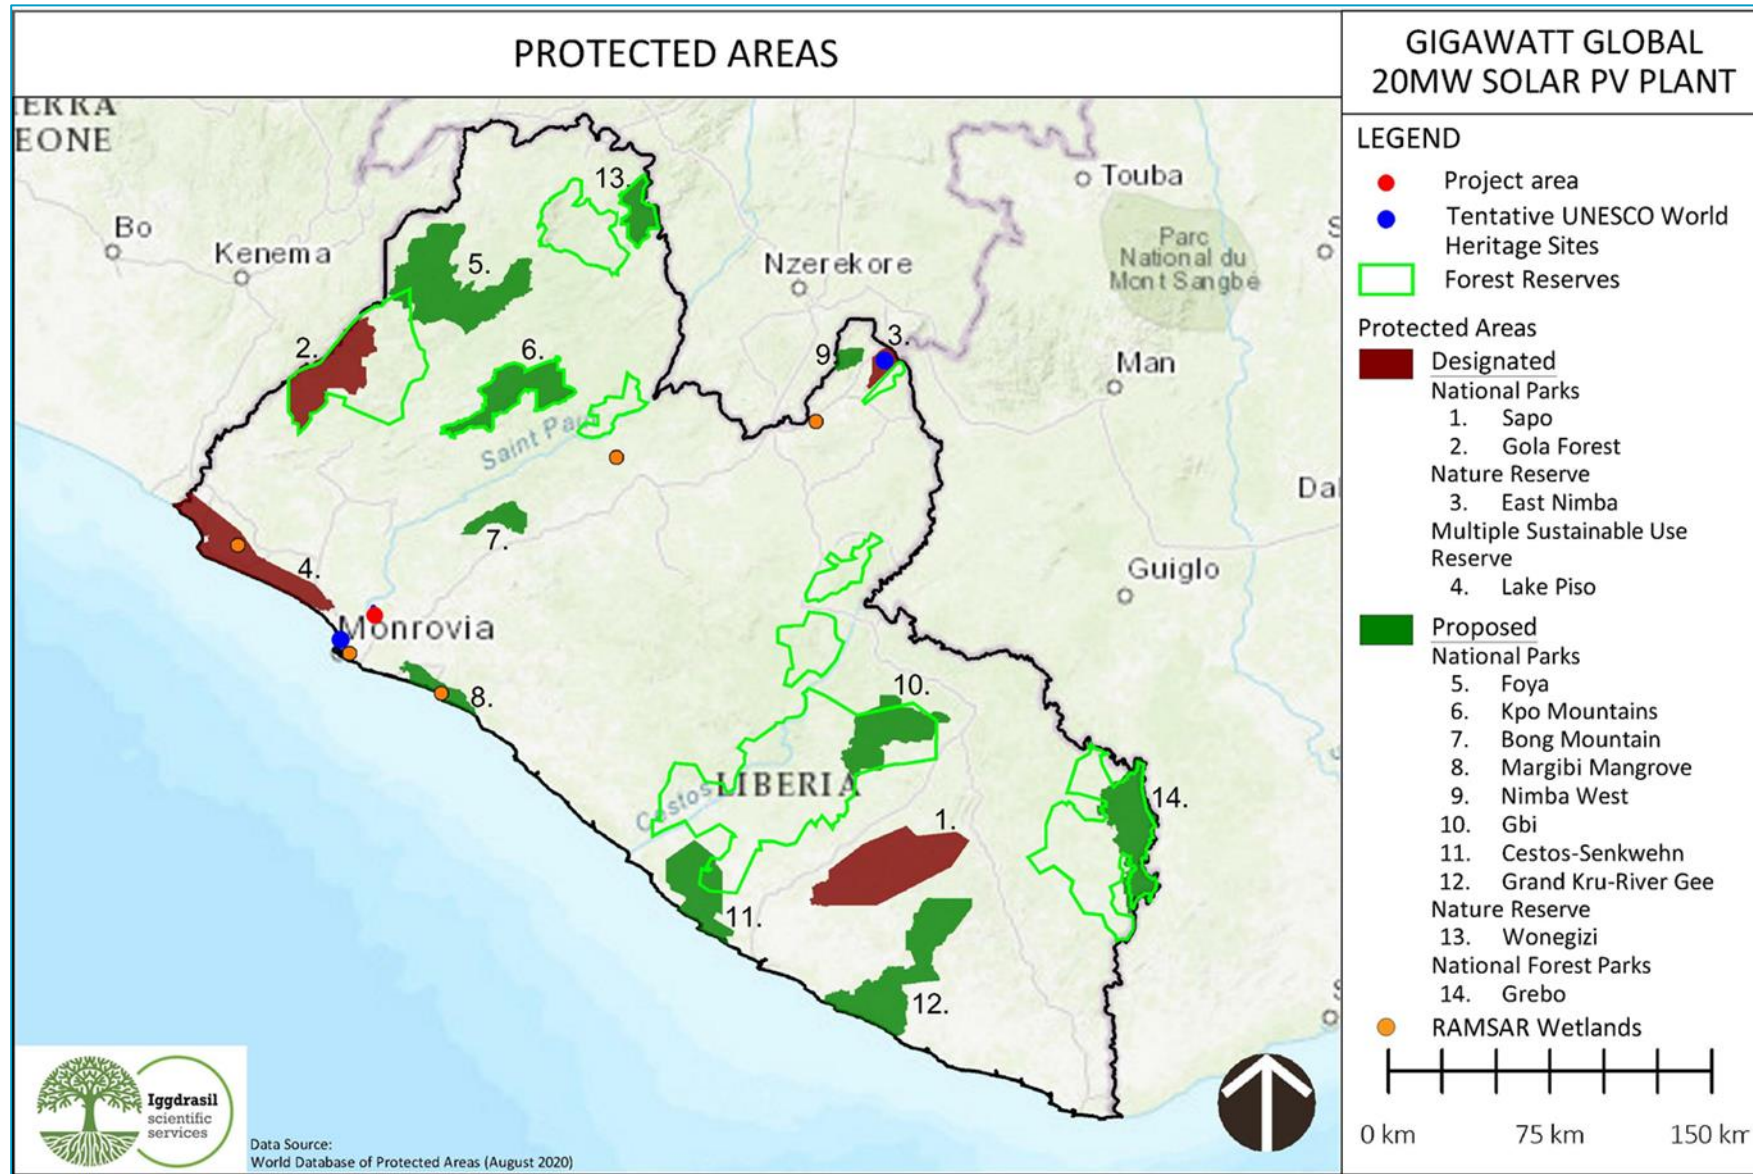 PROTECTED AREAS
GIGAWATT GLOBAL
20MW SOLAR PV PLANT
LEGEND
Project area
Tentative UNESCO World
Heritage Sites
Forest Reserves
Protected Areas
Designated
National Parks
1. Sapo
2. Gola Forest
Nature Reserve
3. East Nimba
Multiple Sustainable Use
Reserve
4. Lake Piso
Proposed
National Parks
5. Foya
6. Kpo Mountains
7. Bong Mountain
8. Margibi Mangrove
9. Nimba West
10. Gbi
11. Cestos-Senkwehn
12. Grand Kru-River Gee
Nature Reserve
13. Wonegizi
National Forest Parks
14. Grebo
RAMSAR Wetlands
0 km 75 km 150 km
ERRA
EONE
Bo
Kenema
13.
Touba
Parc
National du
Mont Sangbé
5.
Nzerekore
2.
6.
9.
3.
Man
Saint Pau
Da
7.
4.
Guiglo
Monrovia
8.
10.
LIBERIA
Cestos
14.
1.
11.
12.
Iggdrasil
scientific
services
Data Source:
World Database of Protected Areas (August 2020)